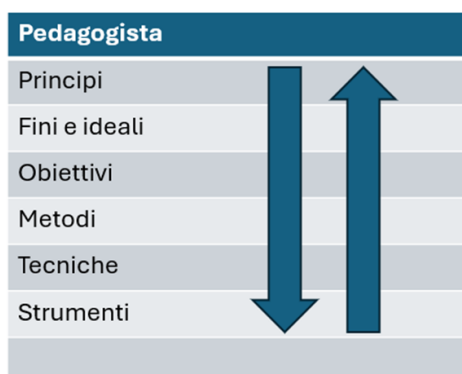 Pedagogista
Principi
Fini e ideali
Obiettivi
Metodi
Tecniche
Strumenti